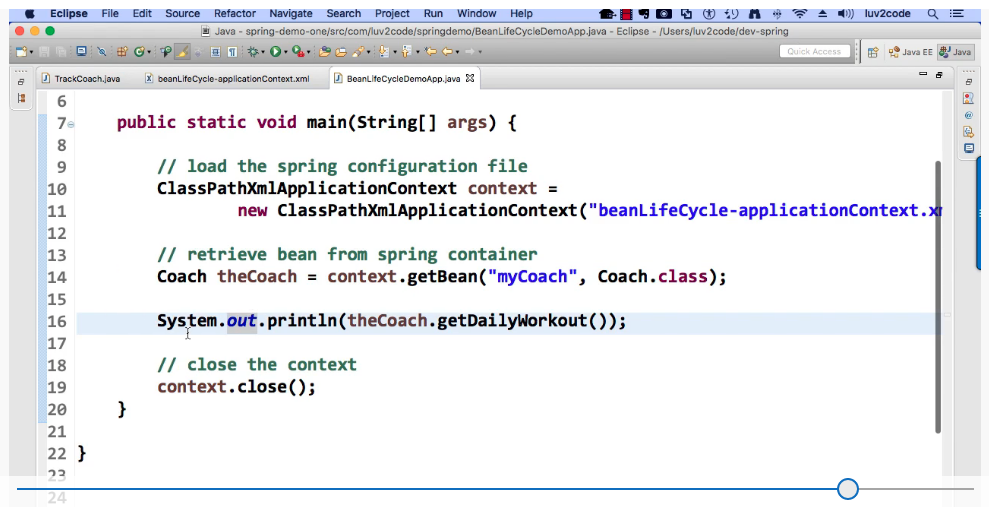 Eclipse File Edit Source Refactor Navigate Search Project Run Window Help luv2code
Java - spring-demo-one/src/com/luv2code/springdemo/BeanLifeCycleDemoApp.java - Eclipse - /Users/luv2code/dev-spring
Quick Access Java EE Java
TrackCoach.java beanLifeCycle-applicationContext.xml BeanLifeCycleDemoApp.java
6
7 public static void main(String[] args) {
8
9 // load the spring configuration file
10 ClassPathXmlApplicationContext context =
11 new ClassPathXmlApplicationContext("beanLifeCycle-applicationContext.x
12
13 // retrieve bean from spring container
14 Coach theCoach = context.getBean("myCoach", Coach.class);
15
16 System.out.println(theCoach.getDailyWorkout());
17
18 // close the context
19 context.close();
20 }
21
22 }
23
24